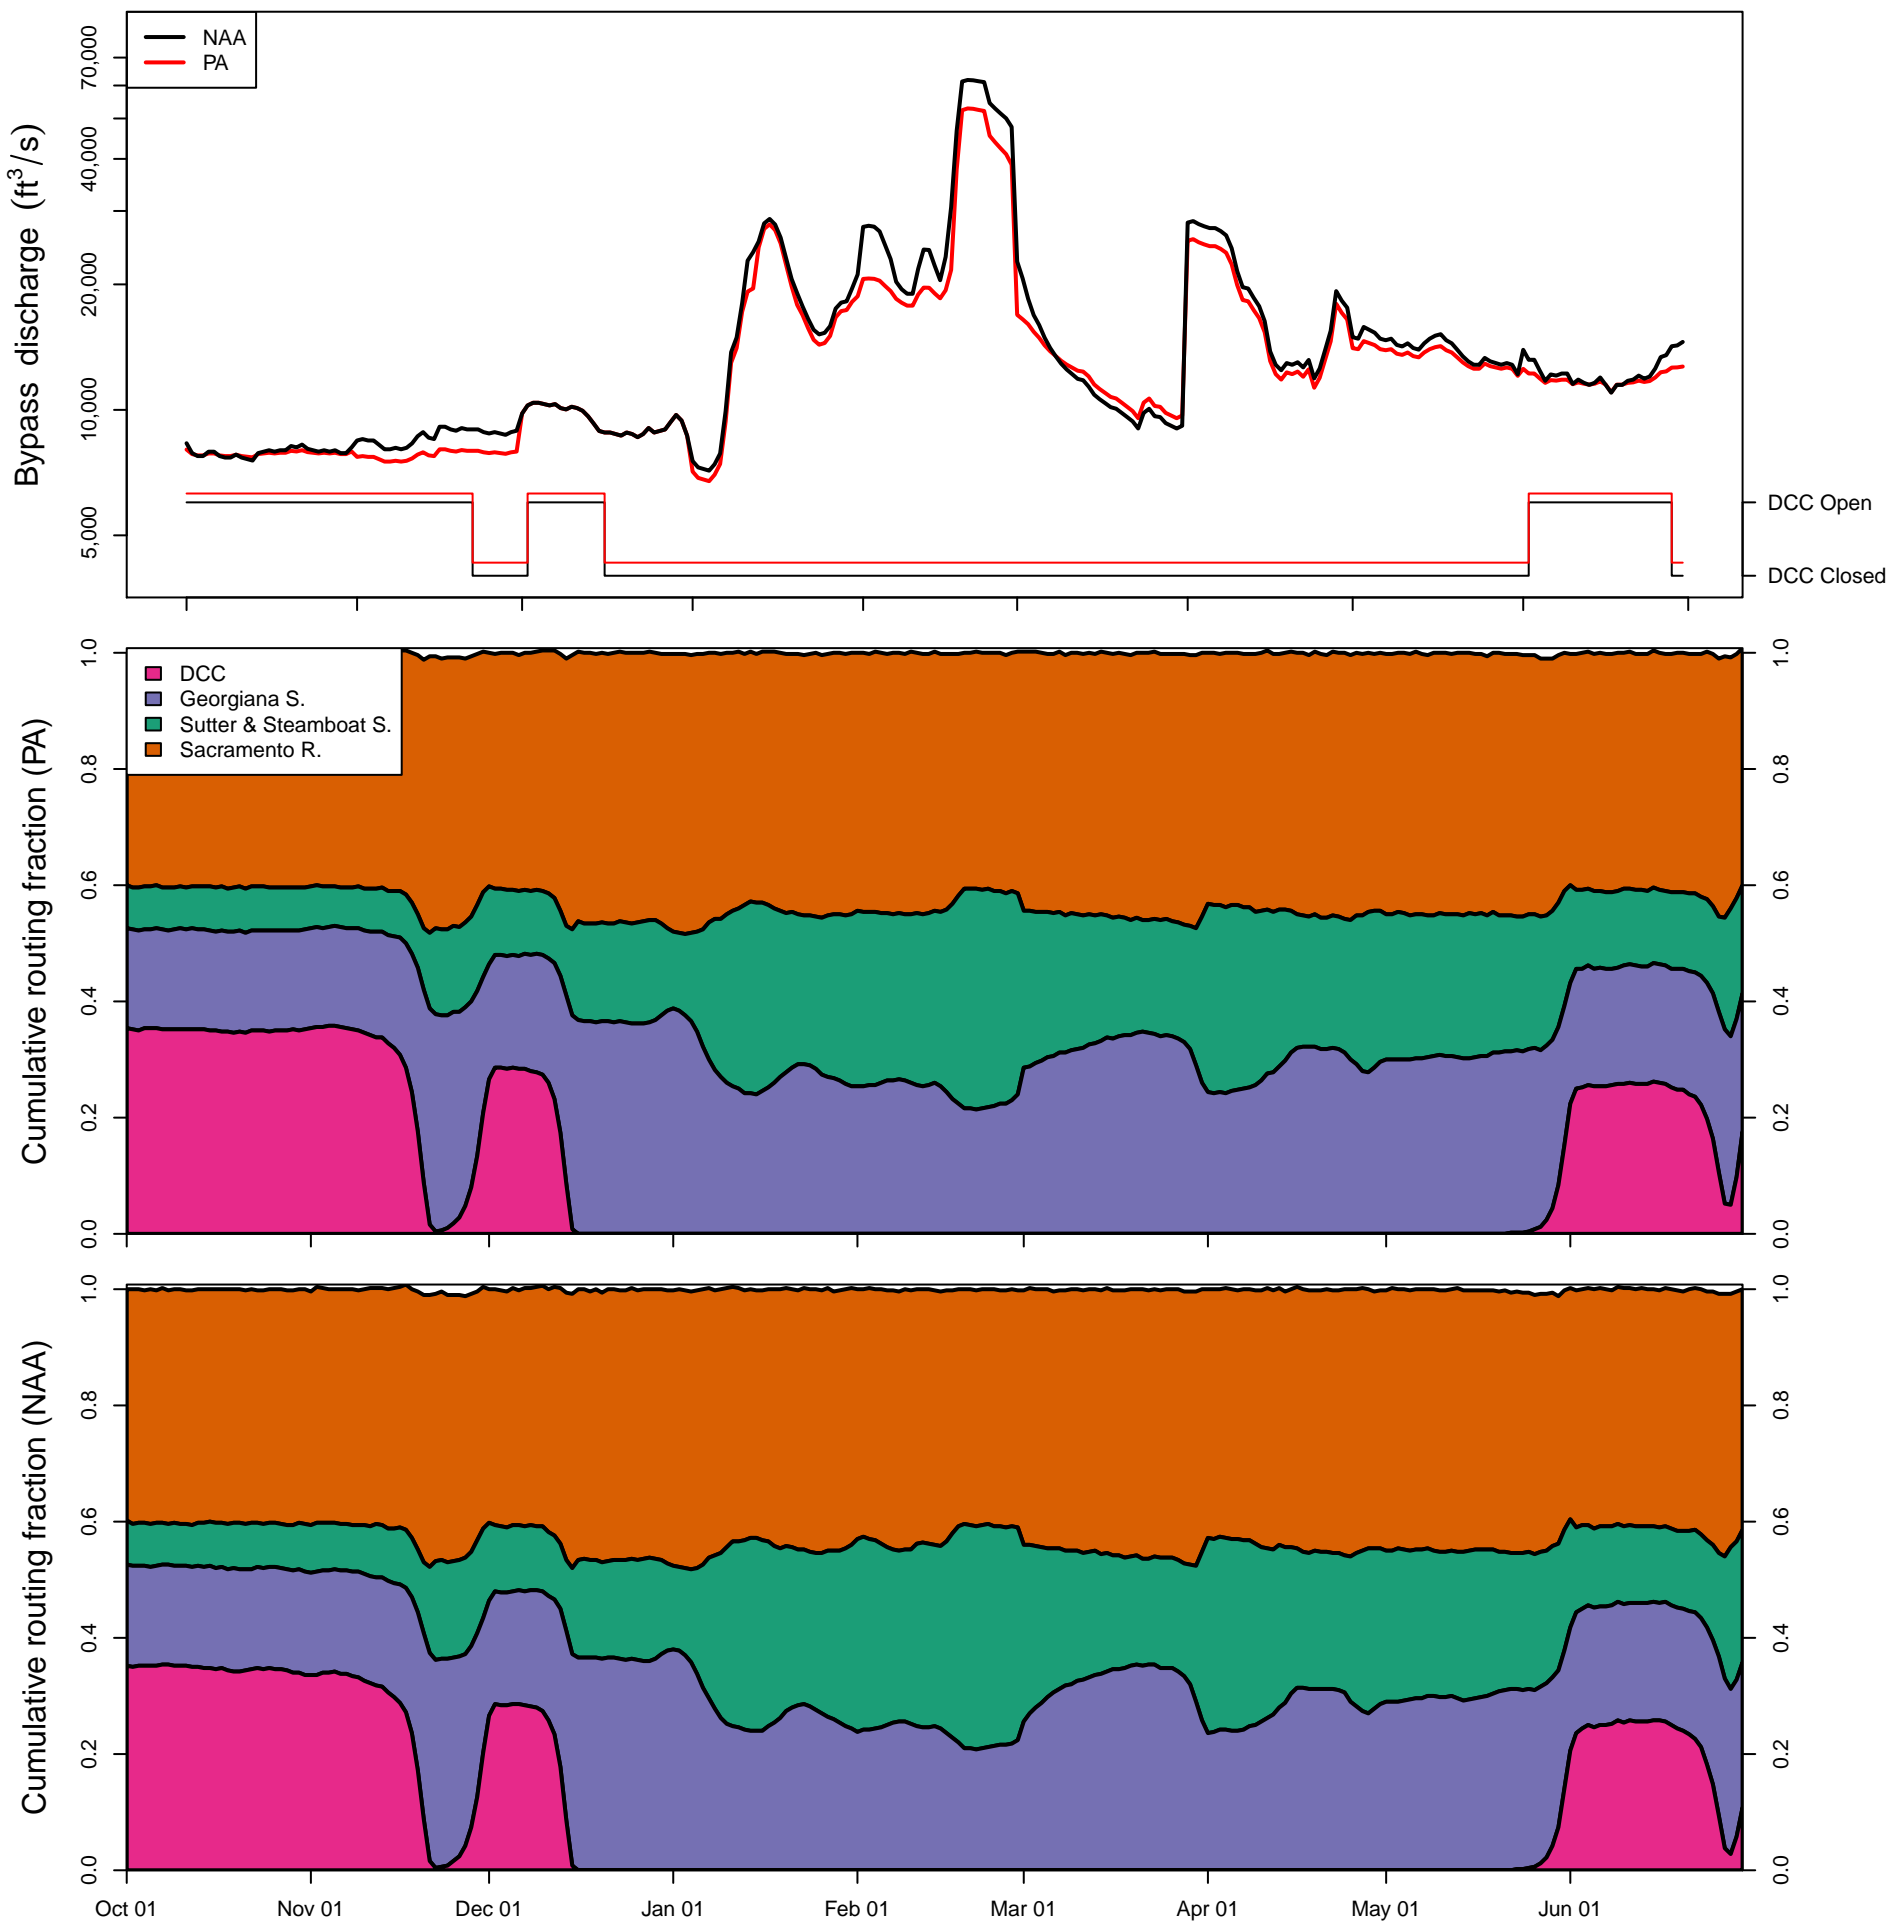 NAA
PA
Bypass discharge (ft³/s)
70,000
40,000
20,000
10,000
5,000
DCC Open
DCC Closed
DCC
Georgiana S.
Sutter & Steamboat S.
Sacramento R.
Cumulative routing fraction (PA)
1.0
0.8
0.6
0.4
0.2
0.0
1.0
0.8
0.6
0.4
0.2
0.0
Cumulative routing fraction (NAA)
1.0
0.8
0.6
0.4
0.2
0.0
1.0
0.8
0.6
0.4
0.2
0.0
Oct 01 Nov 01 Dec 01 Jan 01 Feb 01 Mar 01 Apr 01 May 01 Jun 01